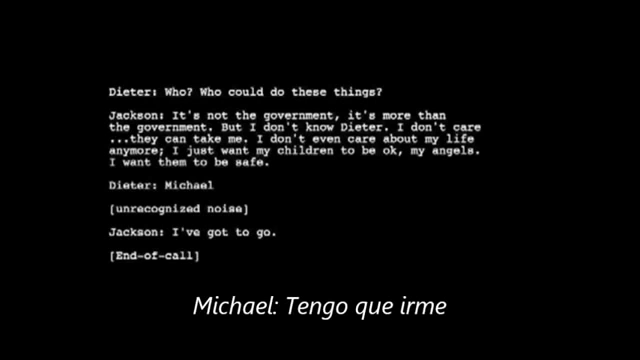 Dieter: Who? Who could do these things?
Jackson: It's not the government, it's more than
the government. But I don't know Dieter. I don't care
...they can take me. I don't even care about my life
anymore; I just want my children to be ok, my angels.
I want them to be safe.
Dieter: Michael
[unrecognized noise]
Jackson: I've got to go.
[End-of-call]
Michael: Tengo que irme